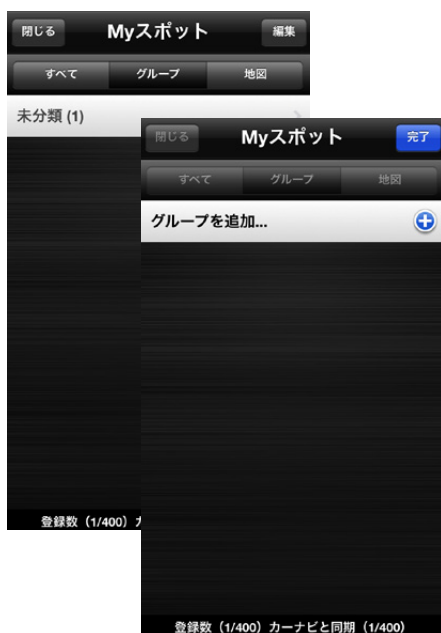 閉じる Myスポット 編集
すべて グループ 地図
未分類 (1)
登録数（1/400）カ
閉じる Myスポット 完了
すべて グループ 地図
グループを追加...
登録数（1/400）カーナビと同期（1/400）